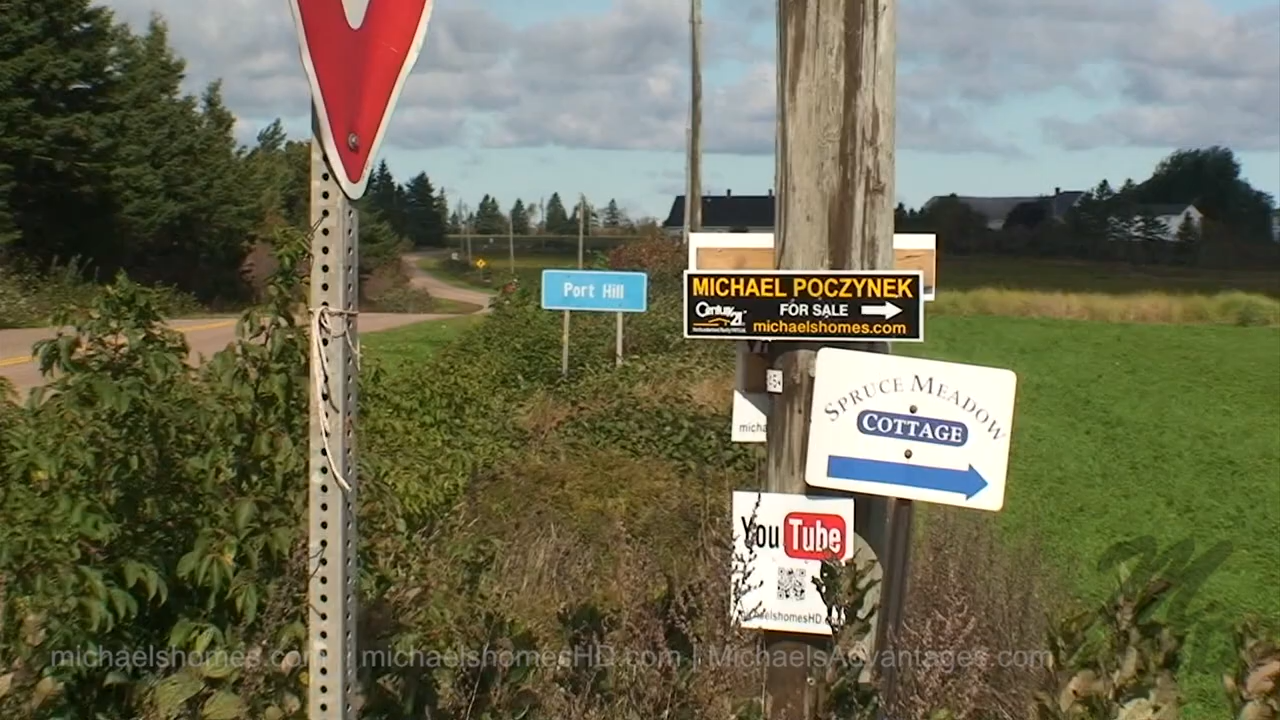 Port Hill
MICHAEL POCZYNEK
Century 21
FOR SALE
michaelshomes.com
SPRUCE MEADOW
COTTAGE
micha
YouTube
michaelshomes.com | michaelshomesHD.com | MichaelsAdvantages.com